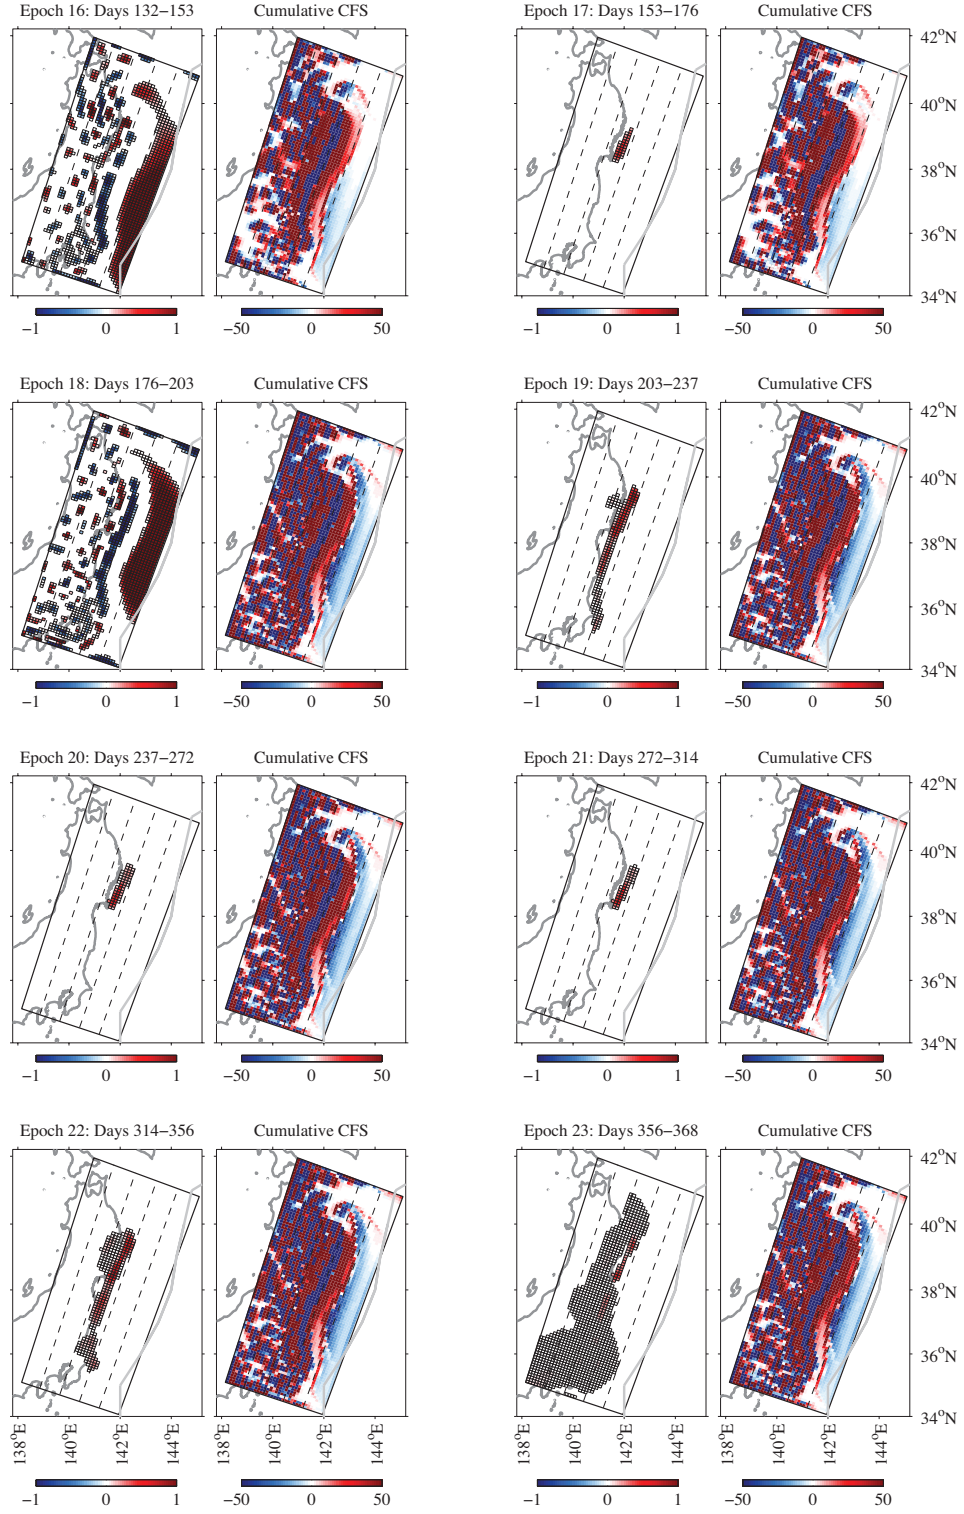 Epoch 16: Days 132−153 Cumulative CFS Epoch 17: Days 153−176 Cumulative CFS
42°N
40°N
38°N
36°N
34°N
−1 0 1 −50 0 50 −1 0 1 −50 0 50
Epoch 18: Days 176−203 Cumulative CFS Epoch 19: Days 203−237 Cumulative CFS
42°N
40°N
38°N
36°N
34°N
−1 0 1 −50 0 50 −1 0 1 −50 0 50
Epoch 20: Days 237−272 Cumulative CFS Epoch 21: Days 272−314 Cumulative CFS
42°N
40°N
38°N
36°N
34°N
−1 0 1 −50 0 50 −1 0 1 −50 0 50
Epoch 22: Days 314−356 Cumulative CFS Epoch 23: Days 356−368 Cumulative CFS
42°N
40°N
38°N
36°N
34°N
138°E 140°E 142°E 144°E 138°E 140°E 142°E 144°E 138°E 140°E 142°E 144°E 138°E 140°E 142°E 144°E
−1 0 1 −50 0 50 −1 0 1 −50 0 50